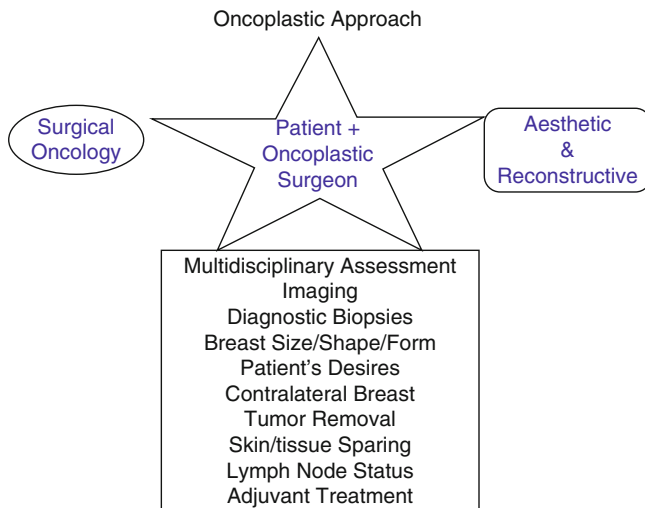 Oncoplastic Approach
Surgical
Oncology
Patient +
Oncoplastic
Surgeon
Aesthetic
&
Reconstructive
Multidisciplinary Assessment
Imaging
Diagnostic Biopsies
Breast Size/Shape/Form
Patient's Desires
Contralateral Breast
Tumor Removal
Skin/tissue Sparing
Lymph Node Status
Adjuvant Treatment